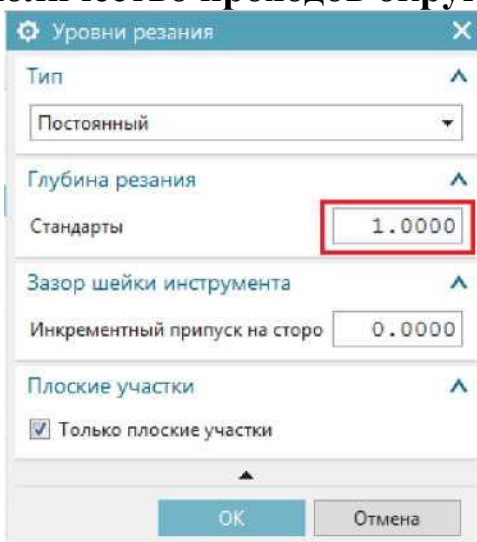 Уровни резания
Тип
Постоянный
Глубина резания
Стандарты 1.0000
Зазор шейки инструмента
Инкрементный припуск на сторо 0.0000
Плоские участки
Только плоские участки
OK Отмена